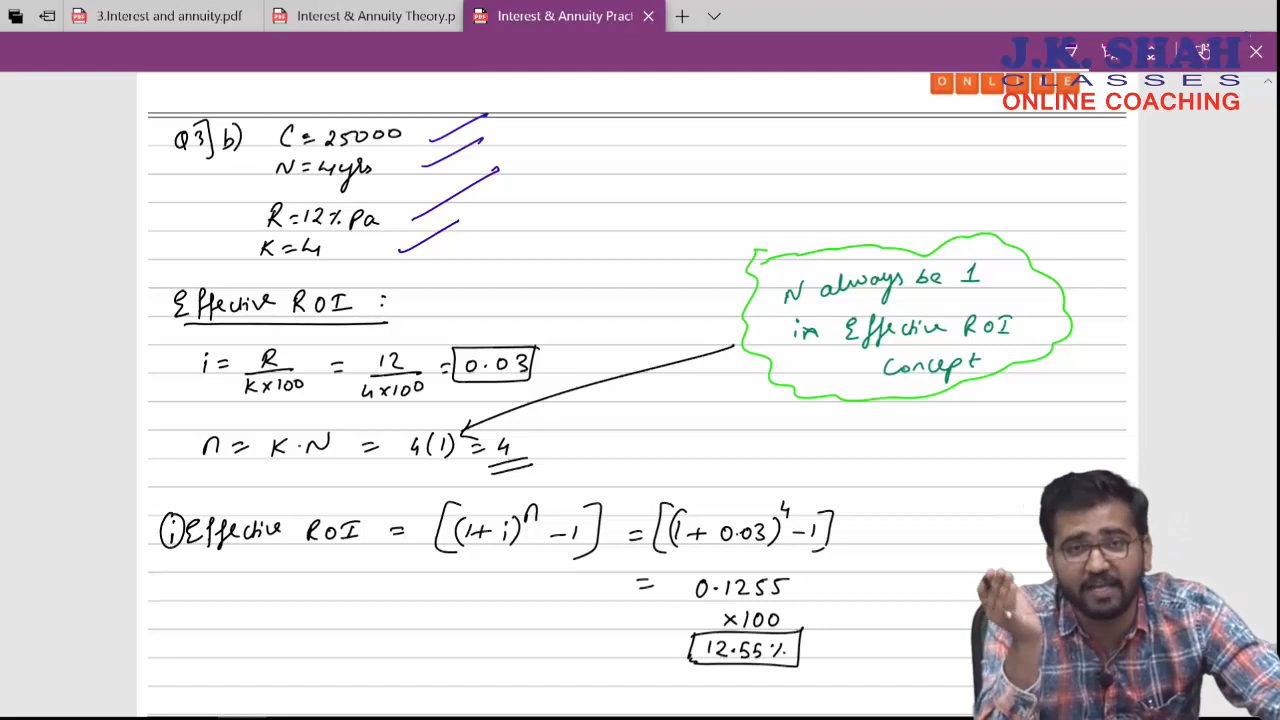 3.Interest and annuity.pdf
Interest & Annuity Theory.p
Interest & Annuity Pract
J.K. SHAH
CLASSES
ONLINE COACHING
ONLINE
Q3] b) C = 25000
N = 4yrs
R = 12% Pa
K = 4
Effective ROI :
i = R / K×100 = 12 / 4×100 = 0.03
N always be 1
in Effective ROI
concept
n = K·N = 4(1) = 4
(i) Effective ROI = [(1+i)^n -1] = [(1+0.03)^4 -1]
= 0.1255
×100
12.55%